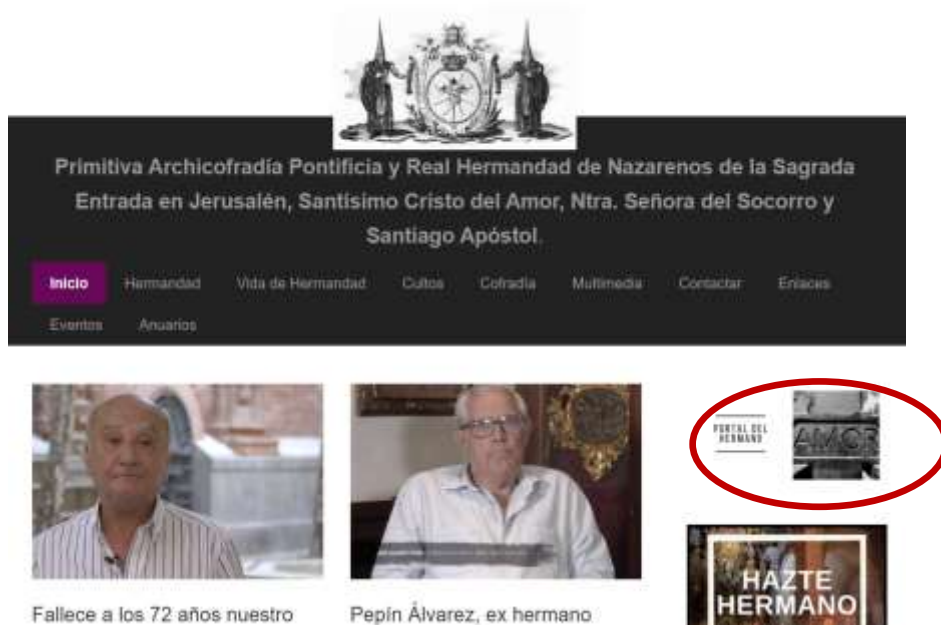 Primitiva Archicofradía Pontificia y Real Hermandad de Nazarenos de la Sagrada
Entrada en Jerusalén, Santísimo Cristo del Amor, Ntra. Señora del Socorro y
Santiago Apóstol.
Inicio Hermandad Vida de Hermandad Cultos Cofradía Multimedia Contactar Enlaces
Eventos Anuarios
PORTAL DEL
HERMANO
AMOR
HAZTE
HERMANO
Fallece a los 72 años nuestro
Pepín Álvarez, ex hermano